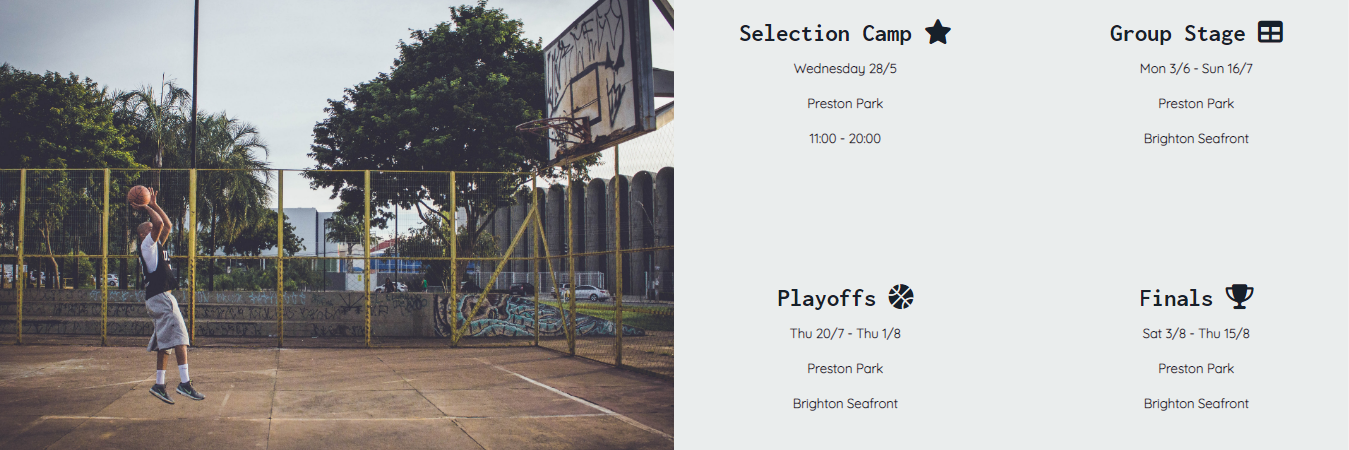 Selection Camp
Wednesday 28/5
Preston Park
11:00 - 20:00
Group Stage
Mon 3/6 - Sun 16/7
Preston Park
Brighton Seafront
Playoffs
Thu 20/7 - Thu 1/8
Preston Park
Brighton Seafront
Finals
Sat 3/8 - Thu 15/8
Preston Park
Brighton Seafront